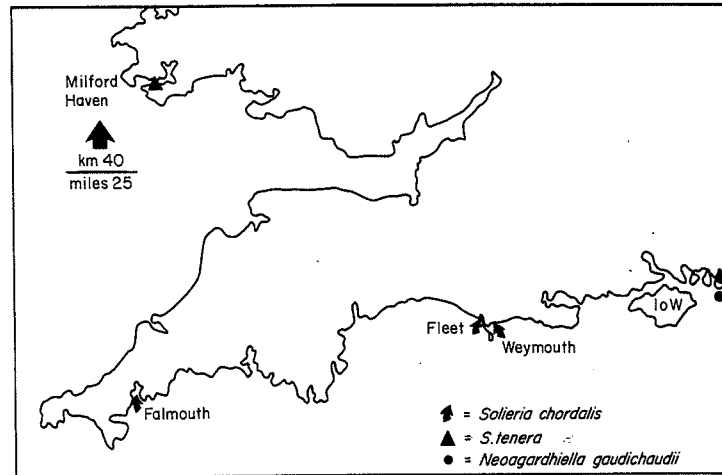 Milford
Haven
km 40
miles 25
IoW
Fleet
Weymouth
Falmouth
= Solieria chordalis
= S. tenera
= Neoagardhiella gaudichaudii